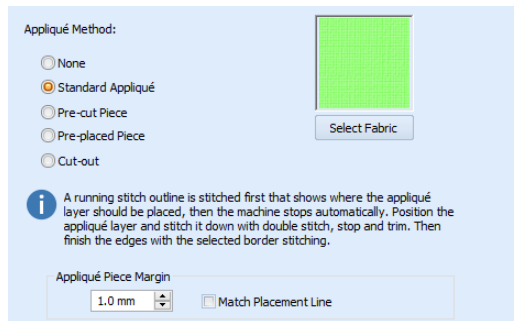 Appliqué Method:
None
Standard Appliqué
Pre-cut Piece
Pre-placed Piece
Cut-out
Select Fabric
A running stitch outline is stitched first that shows where the appliqué
layer should be placed, then the machine stops automatically. Position the
appliqué layer and stitch it down with double stitch, stop and trim. Then
finish the edges with the selected border stitching.
Appliqué Piece Margin
1.0 mm
Match Placement Line